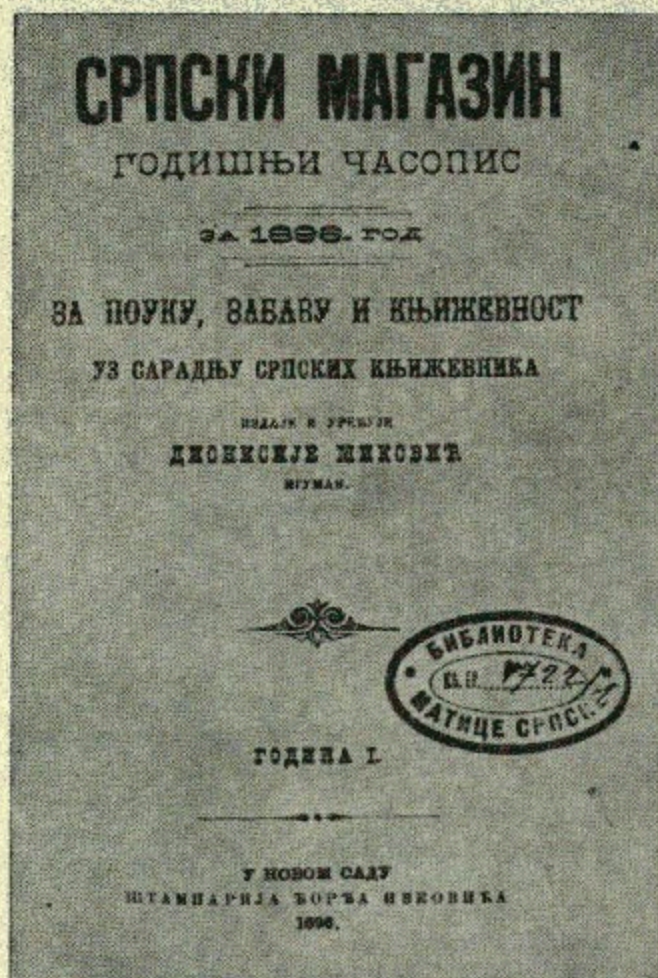 СРПСКИ МАГАЗИН
ГОДИШЊИ ЧАСОПИС
ЗА 1896. ГОД
ЗА ПОУКУ, ЗАБАВУ И КЊИЖЕВНОСТ
УЗ САРАДЊУ СРПСКИХ КЊИЖЕВНИКА
ИЗДАЈЕ И УРЕЂУЈЕ
ДИОНИСИЈЕ МИКОВИЋ
ИГУМАН.
БИБЛИОТЕКА
МАТИЦЕ СРПСКЕ
ГОДИНА I.
У НОВОМ САДУ
ШТАМПАРИЈА ЂОРЂА ИВКОВИЋА
1896.